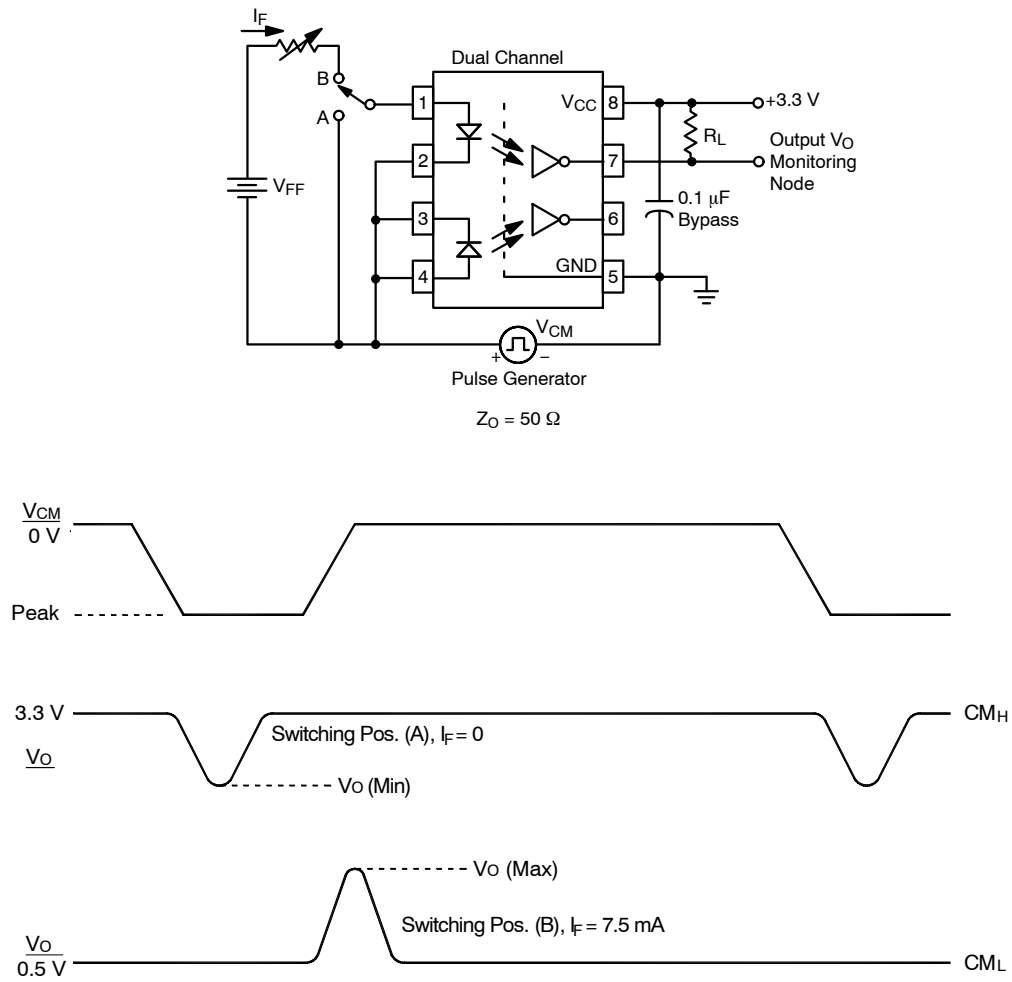 IF
Dual Channel
B
A
1
VCC
8
+3.3 V
RL
Output VO
Monitoring
Node
2
7
VFF
3
6
0.1 μF
Bypass
4
GND
5
VCM
+
–
Pulse Generator
ZO = 50 Ω
VCM
0 V
Peak
3.3 V
CMH
Switching Pos. (A), IF = 0
VO
VO (Min)
VO (Max)
Switching Pos. (B), IF = 7.5 mA
VO
0.5 V
CML